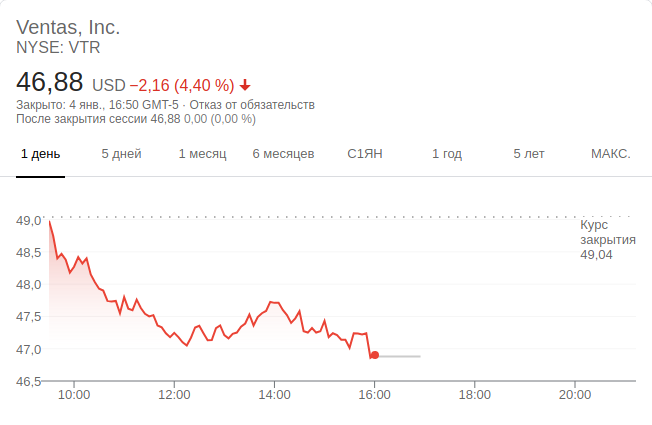 Ventas, Inc.
NYSE: VTR
46,88 USD −2,16 (4,40 %)
Закрыто: 4 янв., 16:50 GMT-5 · Отказ от обязательств
После закрытия сессии 46,88 0,00 (0,00 %)
1 день 5 дней 1 месяц 6 месяцев С1ЯН 1 год 5 лет МАКС.
49,0
48,5
48,0
47,5
47,0
46,5
Курс
закрытия
49,04
10:00 12:00 14:00 16:00 18:00 20:00